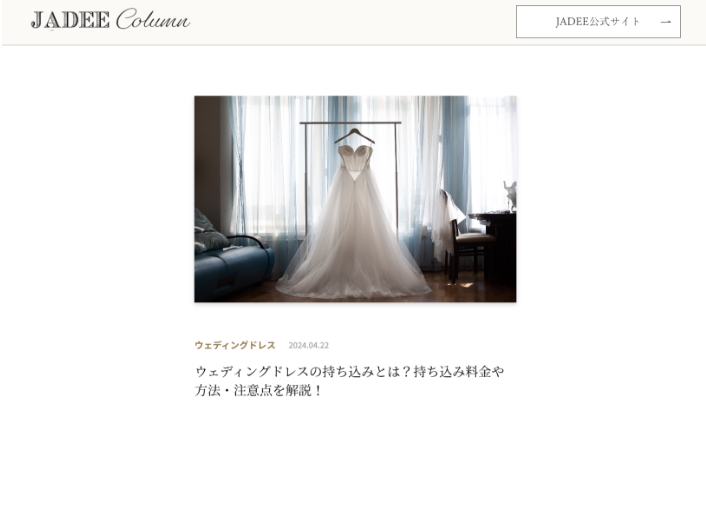 JADEE Column
JADEE公式サイト
ウェディングドレス 2024.04.22
ウェディングドレスの持ち込みとは？持ち込み料金や
方法・注意点を解説！